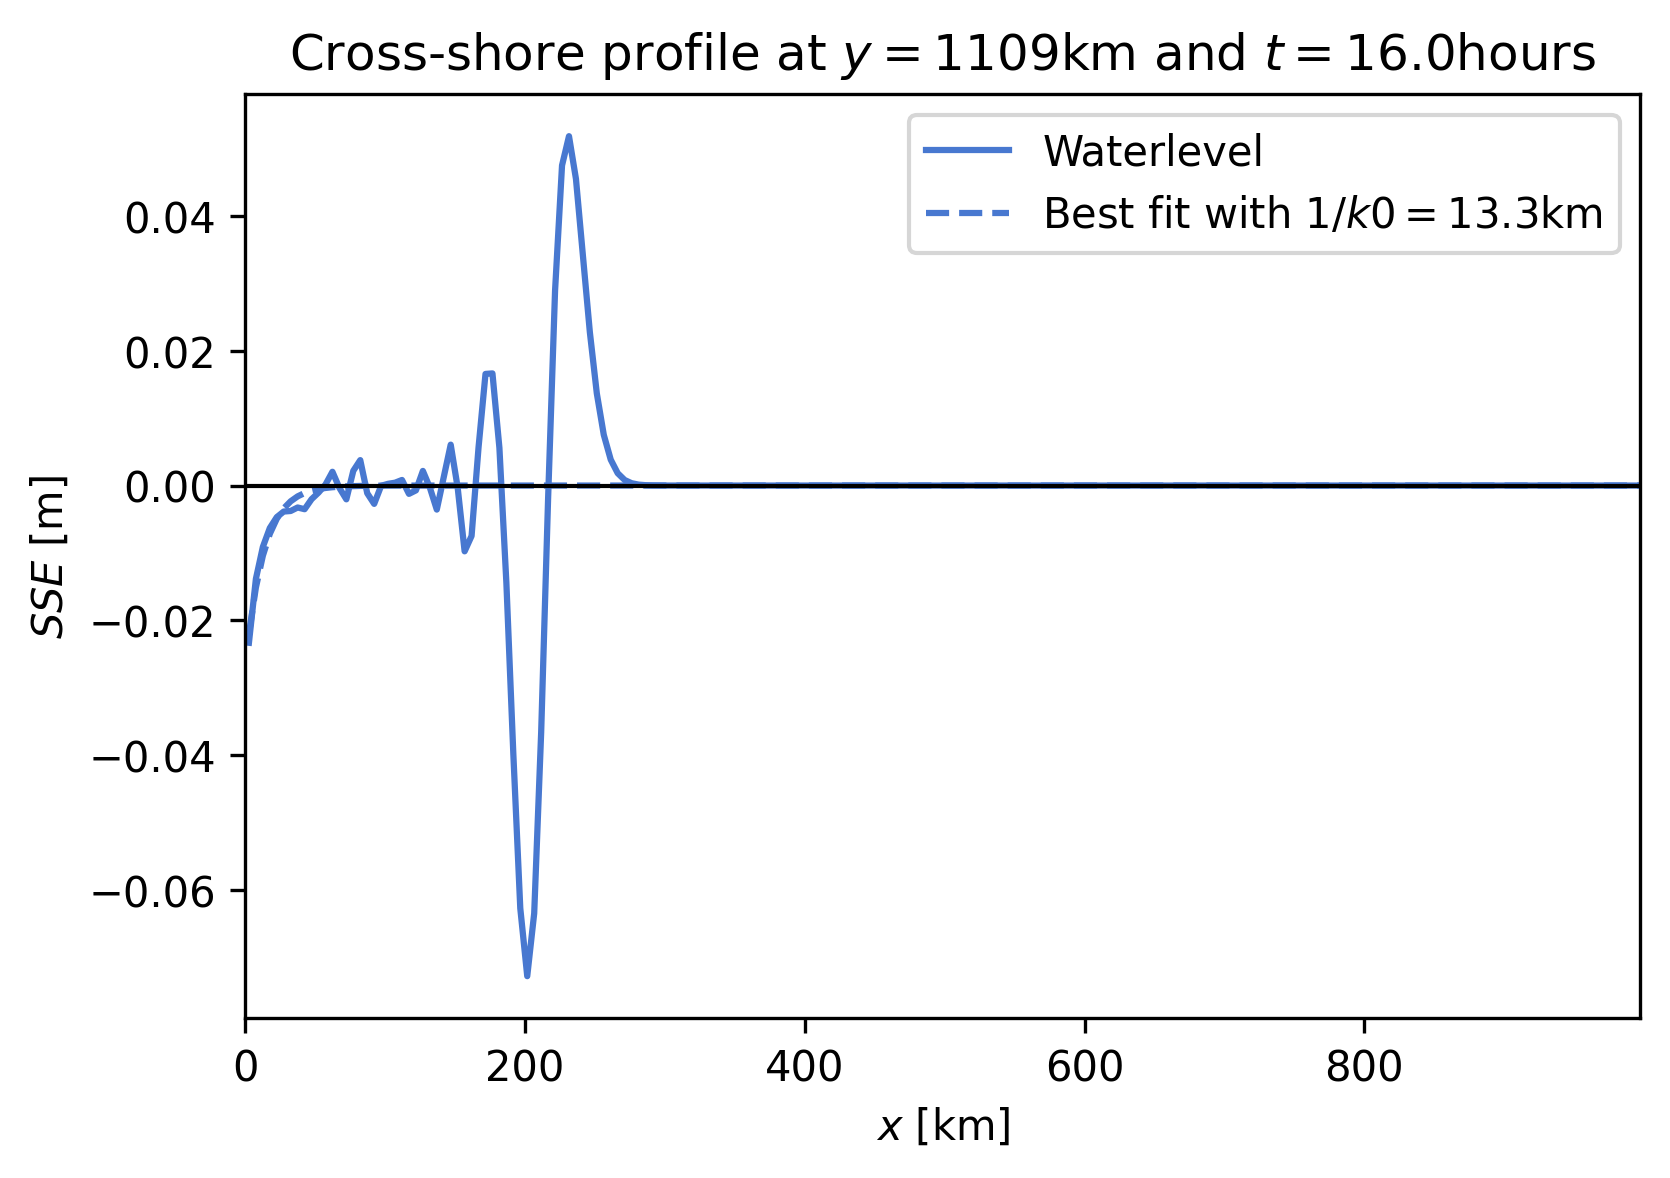 Cross-shore profile at y = 1109km and t = 16.0hours
Waterlevel
Best fit with 1/k0 = 13.3km
0.04
0.02
0.00
−0.02
−0.04
−0.06
SSE [m]
0 200 400 600 800
x [km]